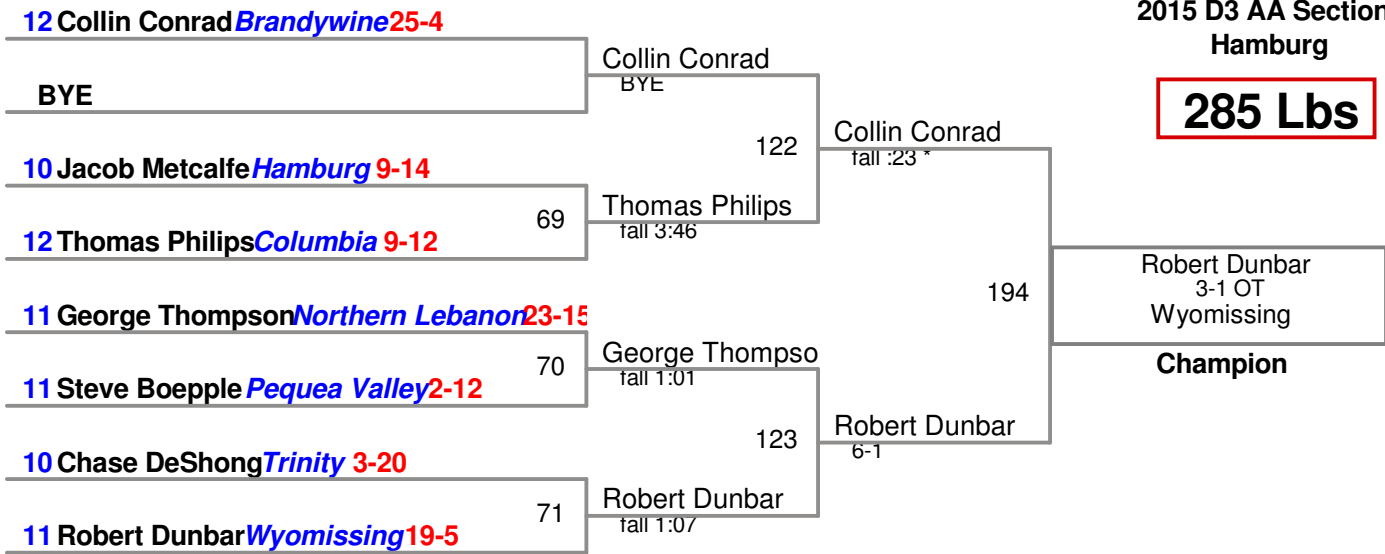 12 Collin Conrad Brandywine 25-4
BYE
10 Jacob Metcalfe Hamburg 9-14
69
12 Thomas Philips Columbia 9-12
11 George Thompson Northern Lebanon 23-15
70
11 Steve Boepple Pequea Valley 2-12
10 Chase DeShong Trinity 3-20
71
11 Robert Dunbar Wyomissing 19-5
Collin Conrad
BYE
122
Thomas Philips
fall 3:46
George Thompso
fall 1:01
123
Robert Dunbar
fall 1:07
Collin Conrad
fall :23 *
194
Robert Dunbar
6-1
2015 D3 AA Section
Hamburg
285 Lbs
Robert Dunbar
3-1 OT
Wyomissing
Champion